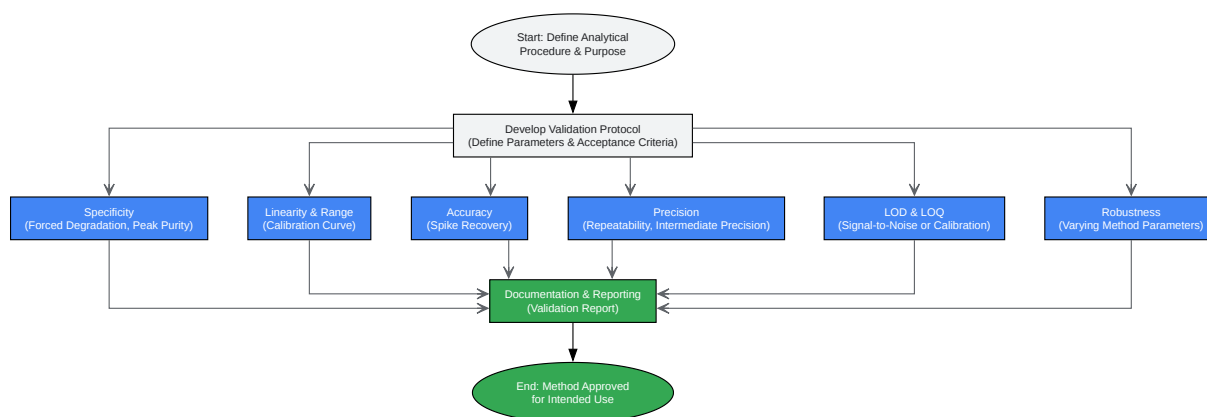 Start: Define Analytical
Procedure & Purpose
Develop Validation Protocol
(Define Parameters & Acceptance Criteria)
Specificity
(Forced Degradation, Peak Purity)
Linearity & Range
(Calibration Curve)
Accuracy
(Spike Recovery)
Precision
(Repeatability, Intermediate Precision)
LOD & LOQ
(Signal-to-Noise or Calibration)
Robustness
(Varying Method Parameters)
Documentation & Reporting
(Validation Report)
End: Method Approved
for Intended Use